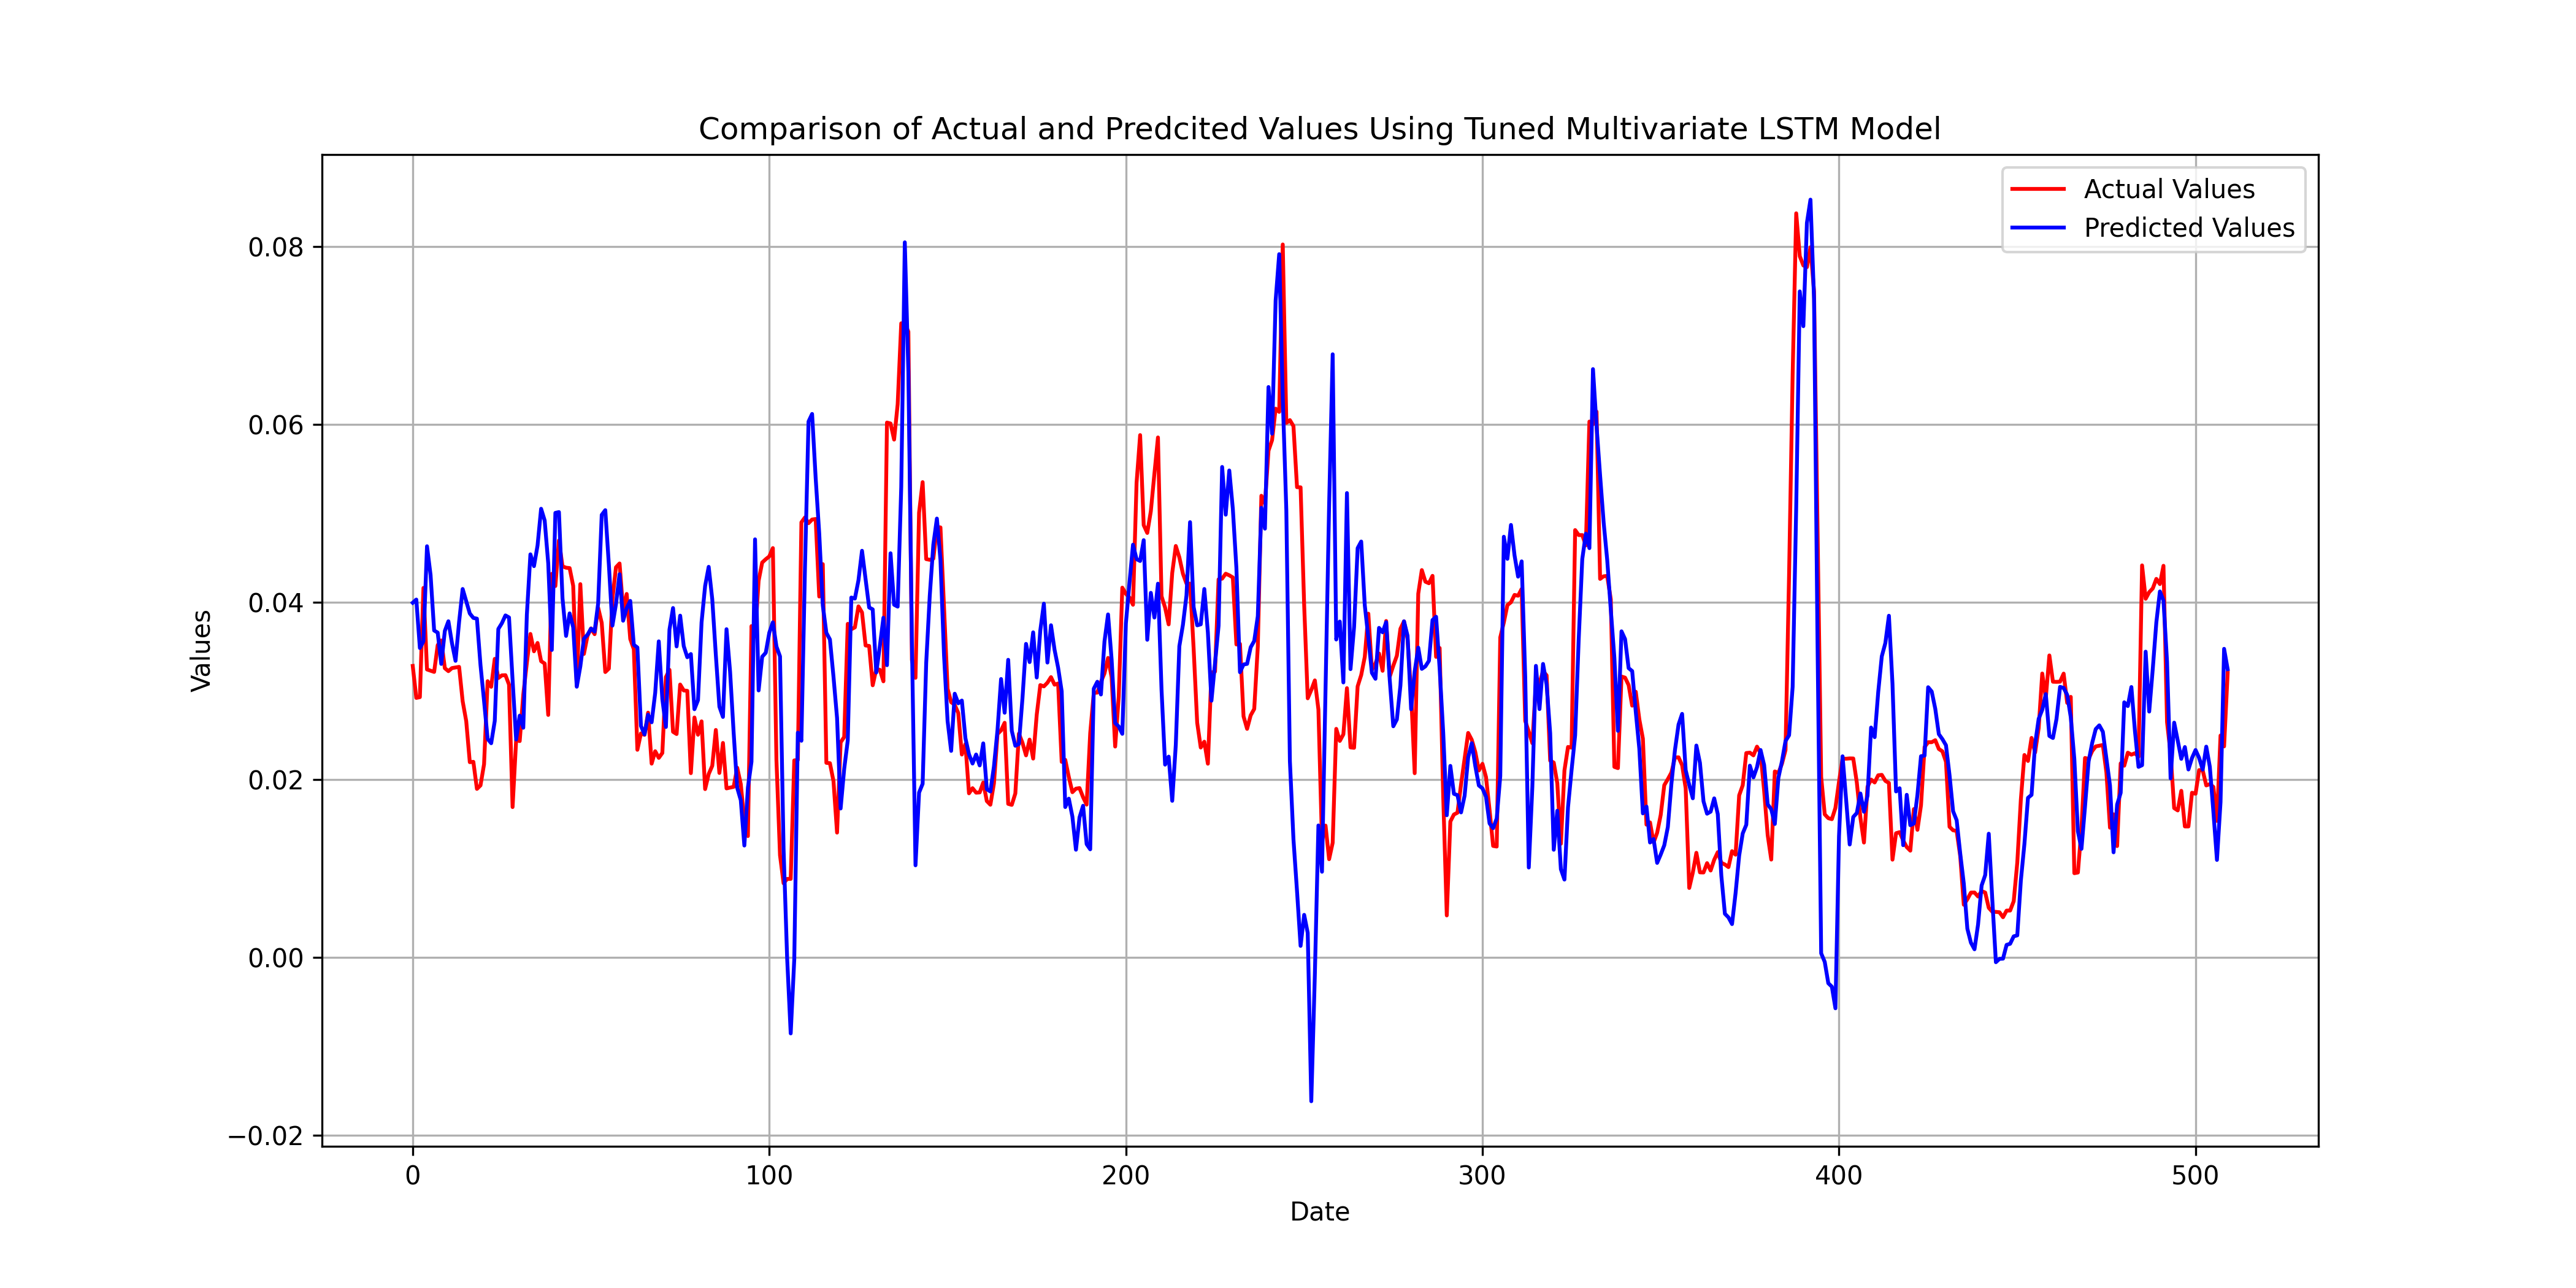 Comparison of Actual and Predcited Values Using Tuned Multivariate LSTM Model
Actual Values
Predicted Values
0.08
0.06
0.04
0.02
0.00
−0.02
Values
0 100 200 300 400 500
Date